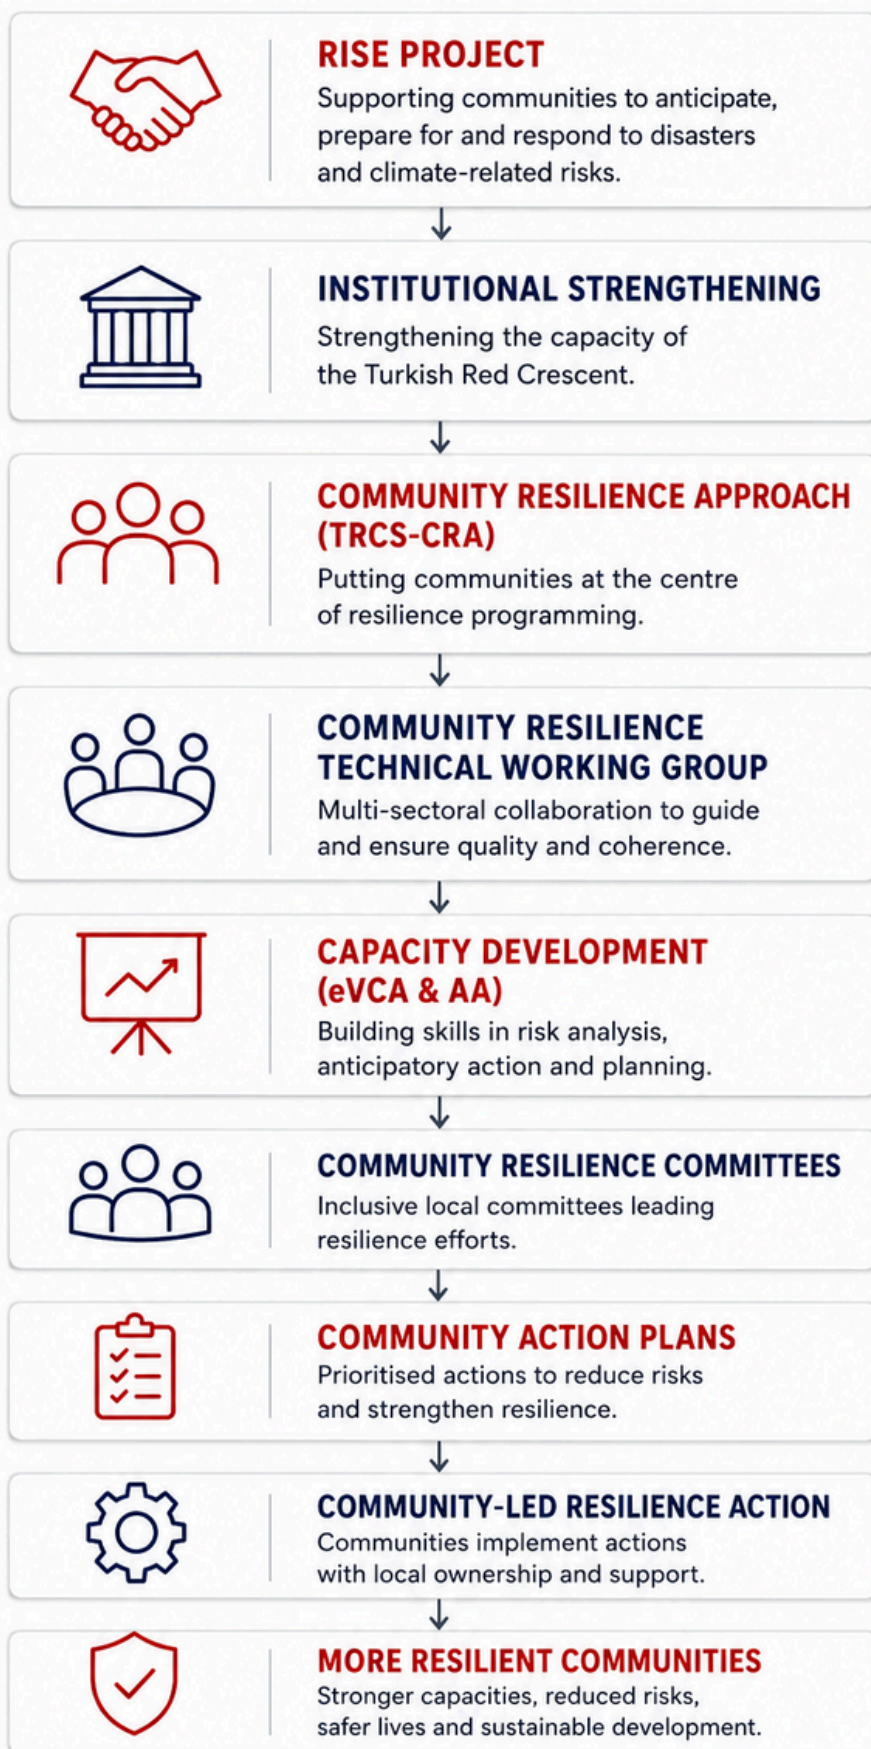 RISE PROJECT
Supporting communities to anticipate,
prepare for and respond to disasters
and climate-related risks.
INSTITUTIONAL STRENGTHENING
Strengthening the capacity of
the Turkish Red Crescent.
COMMUNITY RESILIENCE APPROACH
(TRCS-CRA)
Putting communities at the centre
of resilience programming.
COMMUNITY RESILIENCE
TECHNICAL WORKING GROUP
Multi-sectoral collaboration to guide
and ensure quality and coherence.
CAPACITY DEVELOPMENT
(eVCA & AA)
Building skills in risk analysis,
anticipatory action and planning.
COMMUNITY RESILIENCE COMMITTEES
Inclusive local committees leading
resilience efforts.
COMMUNITY ACTION PLANS
Prioritised actions to reduce risks
and strengthen resilience.
COMMUNITY-LED RESILIENCE ACTION
Communities implement actions
with local ownership and support.
MORE RESILIENT COMMUNITIES
Stronger capacities, reduced risks,
safer lives and sustainable development.